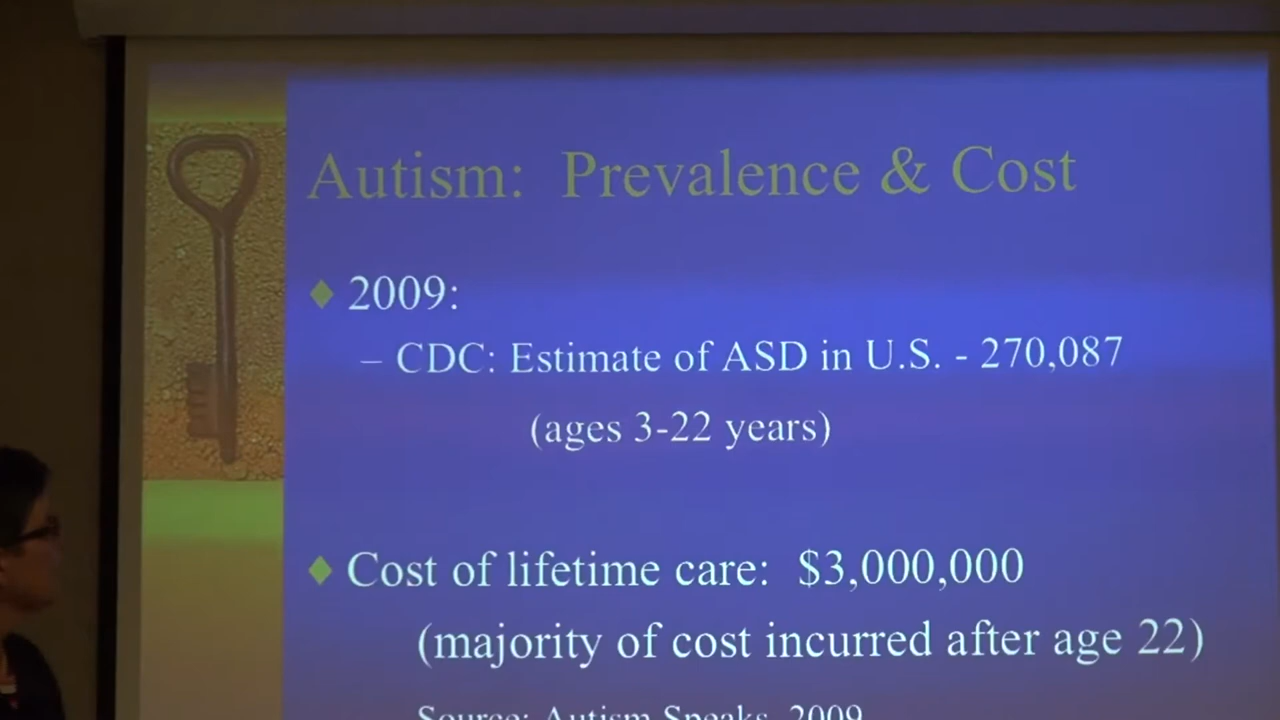 Autism: Prevalence & Cost
2009:
– CDC: Estimate of ASD in U.S. - 270,087
(ages 3-22 years)
Cost of lifetime care: $3,000,000
(majority of cost incurred after age 22)
Source: Autism Speaks, 2009